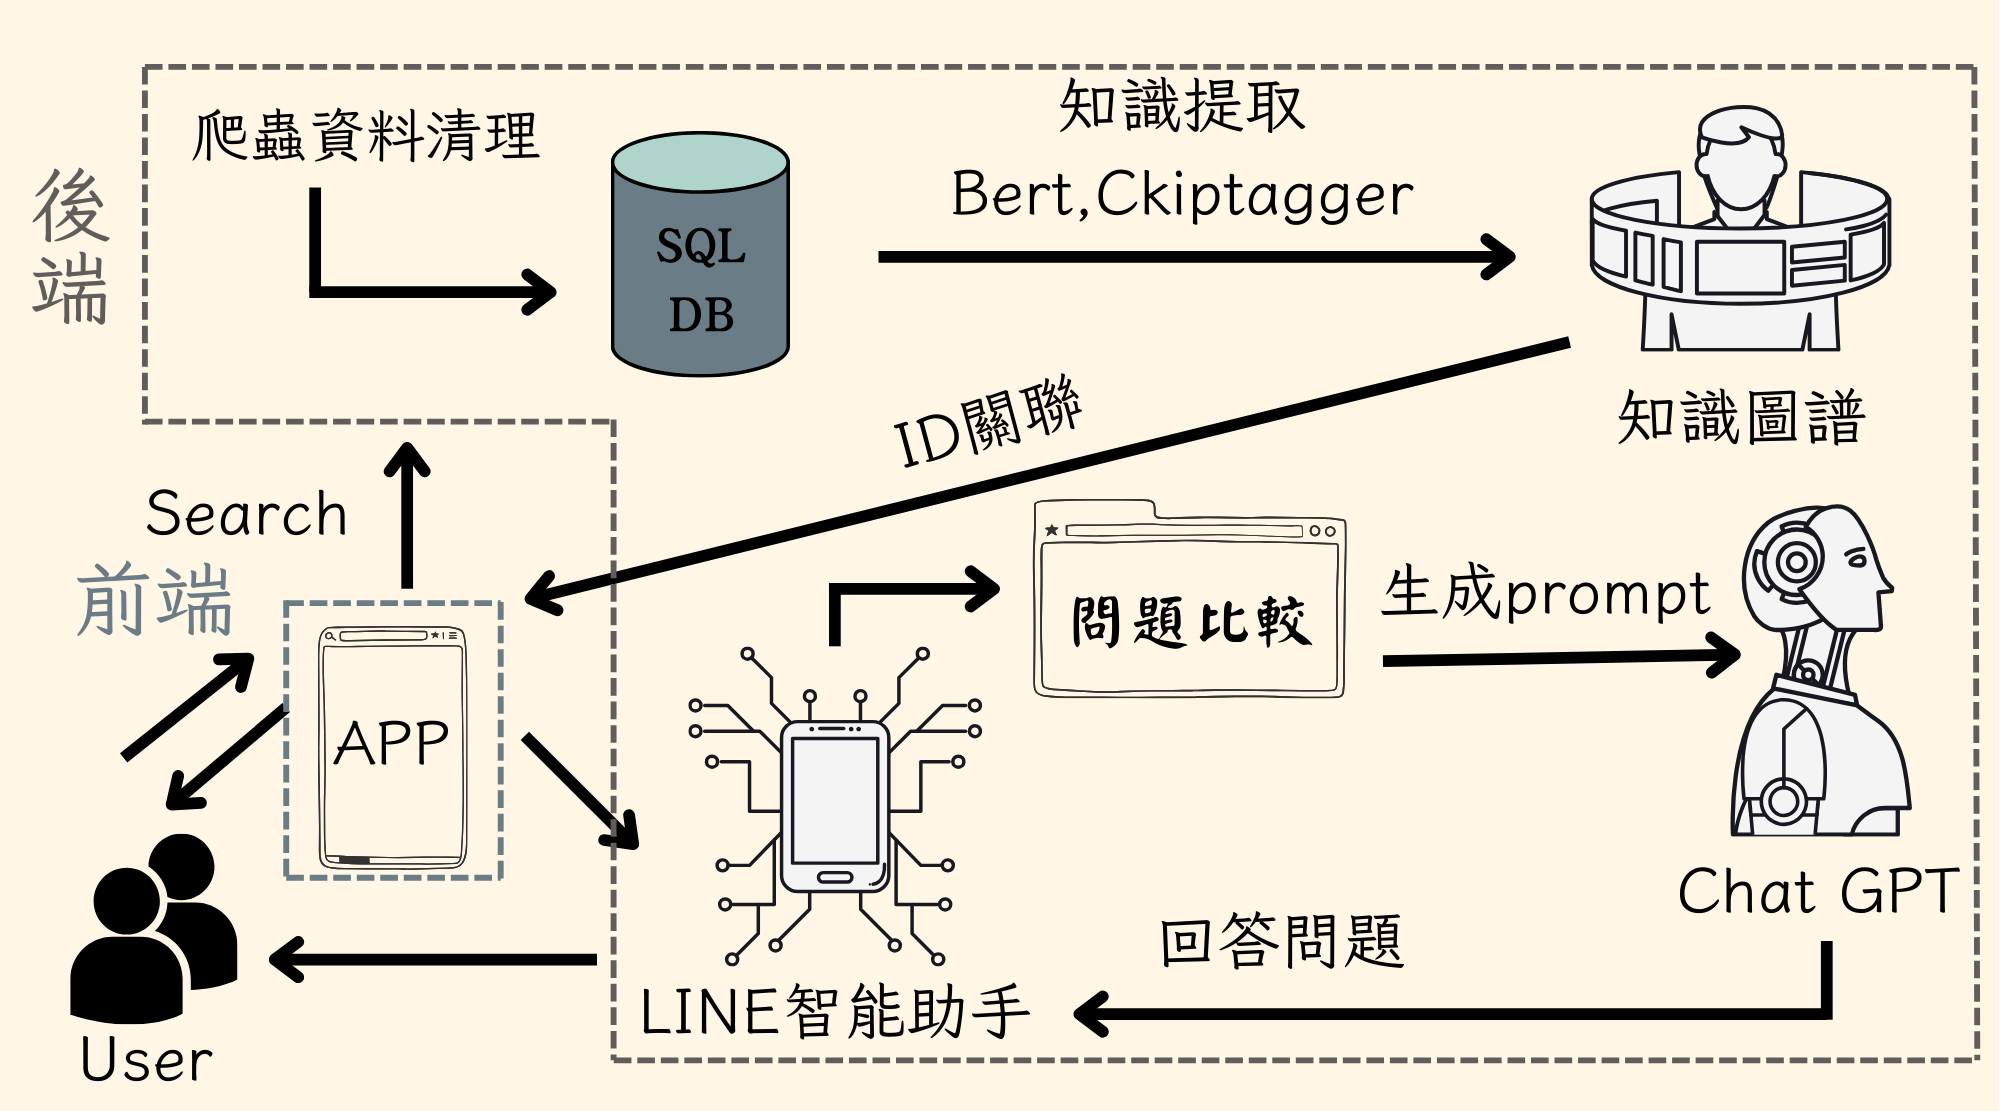 爬蟲資料清理
後端
SQL
DB
知識提取
Bert,Ckiptagger
知識圖譜
ID關聯
Search
前端
APP
User
問題比較
生成prompt
Chat GPT
回答問題
LINE智能助手